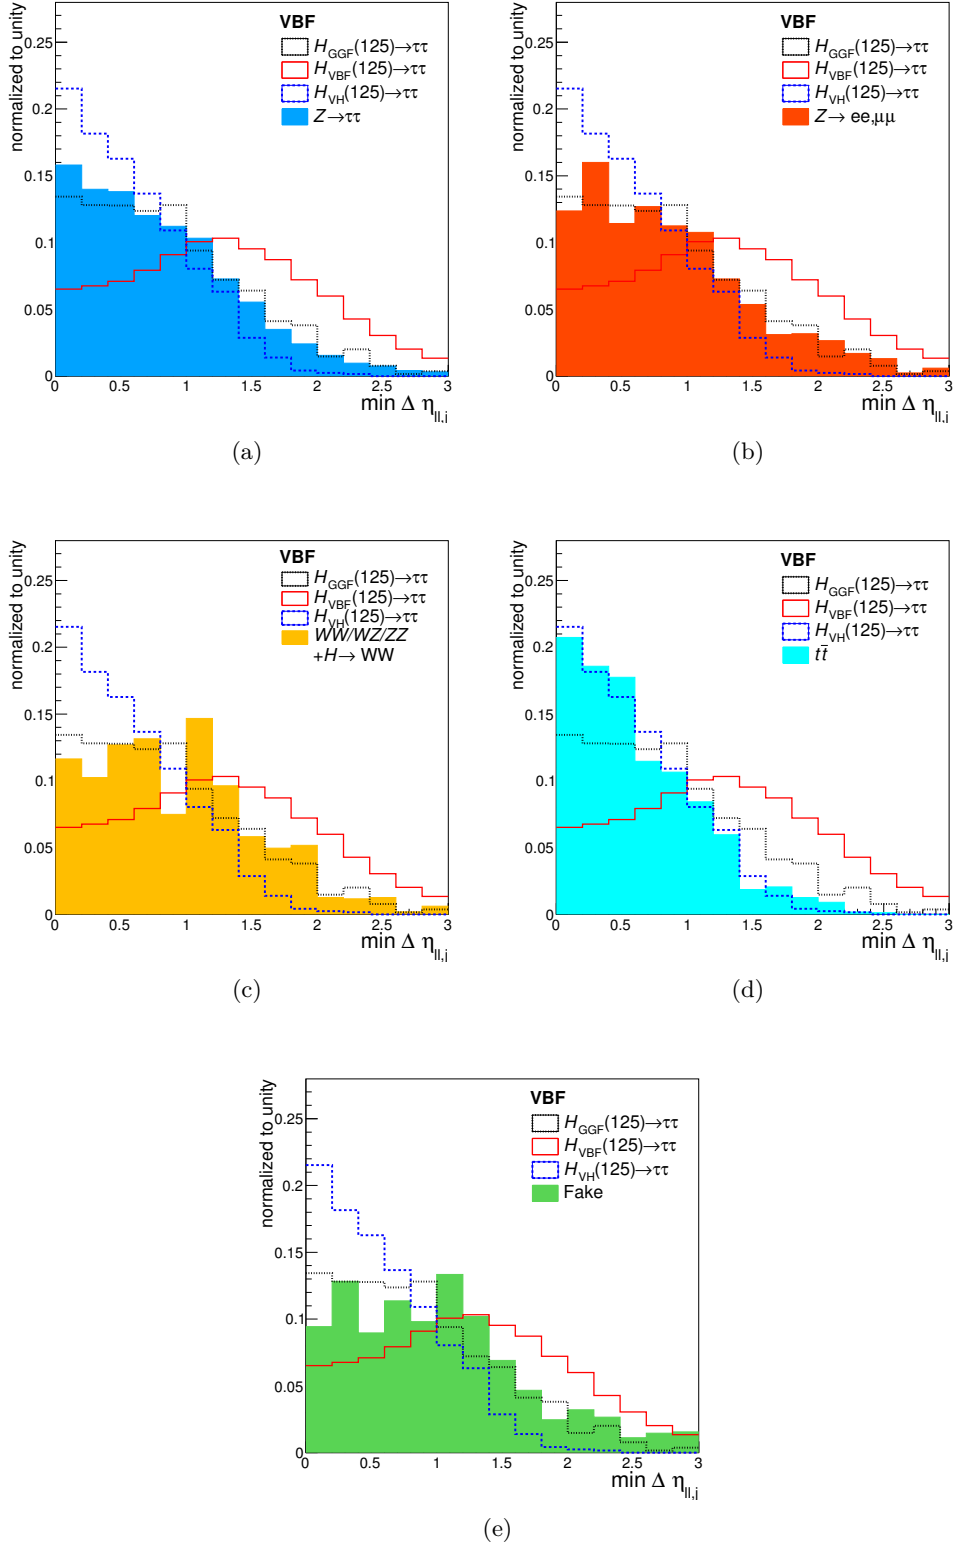 normalized to unity
VBF
H_GGF(125)→ττ
H_VBF(125)→ττ
H_VH(125)→ττ
Z→ττ
0.25
0.2
0.15
0.1
0.05
0
0 0.5 1 1.5 2 2.5 3
min Δ η_ll,j
(a)
normalized to unity
VBF
H_GGF(125)→ττ
H_VBF(125)→ττ
H_VH(125)→ττ
Z→ ee,μμ
0.25
0.2
0.15
0.1
0.05
0
0 0.5 1 1.5 2 2.5 3
min Δ η_ll,j
(b)
normalized to unity
VBF
H_GGF(125)→ττ
H_VBF(125)→ττ
H_VH(125)→ττ
WW/WZ/ZZ
+H→ WW
0.25
0.2
0.15
0.1
0.05
0
0 0.5 1 1.5 2 2.5 3
min Δ η_ll,j
(c)
normalized to unity
VBF
H_GGF(125)→ττ
H_VBF(125)→ττ
H_VH(125)→ττ
tt̄
0.25
0.2
0.15
0.1
0.05
0
0 0.5 1 1.5 2 2.5 3
min Δ η_ll,j
(d)
normalized to unity
VBF
H_GGF(125)→ττ
H_VBF(125)→ττ
H_VH(125)→ττ
Fake
0.25
0.2
0.15
0.1
0.05
0
0 0.5 1 1.5 2 2.5 3
min Δ η_ll,j
(e)